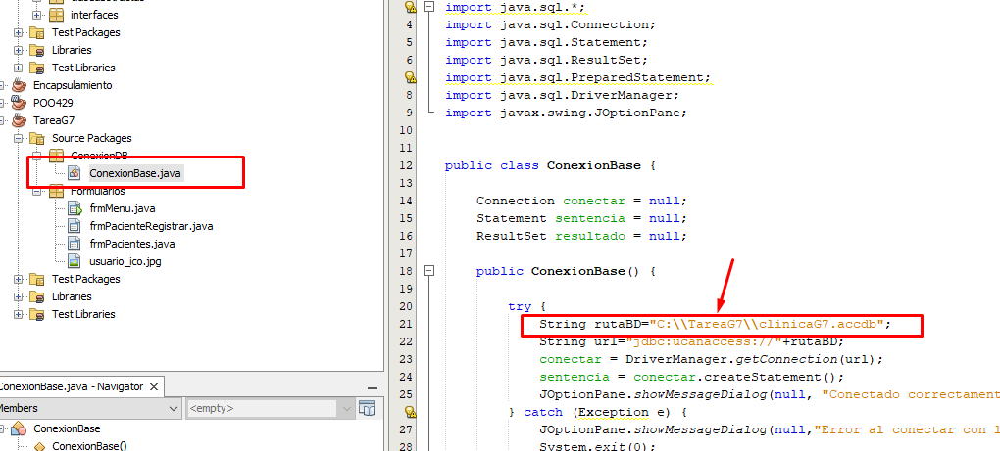 interfaces
Test Packages
Libraries
Test Libraries
Encapsulamiento
POO429
TareaG7
Source Packages
ConexionDB
ConexionBase.java
Formularios
frmMenu.java
frmPacienteRegistrar.java
frmPacientes.java
usuario_ico.jpg
Test Packages
Libraries
Test Libraries
ConexionBase.java - Navigator ×
Members
<empty>
ConexionBase
ConexionBase()
import java.sql.*;
4 import java.sql.Connection;
5 import java.sql.Statement;
6 import java.sql.ResultSet;
import java.sql.PreparedStatement;
8 import java.sql.DriverManager;
9 import javax.swing.JOptionPane;
10
11
12 public class ConexionBase {
13
14 Connection conectar = null;
15 Statement sentencia = null;
16 ResultSet resultado = null;
17
18 public ConexionBase() {
19
20 try {
21 String rutaBD="C:\\TareaG7\\clinicaG7.accdb";
22 String url="jdbc:ucanaccess://"+rutaBD;
23 conectar = DriverManager.getConnection(url);
24 sentencia = conectar.createStatement();
25 JOptionPane.showMessageDialog(null, "Conectado correctament
} catch (Exception e) {
27 JOptionPane.showMessageDialog(null,"Error al conectar con l
28 System.exit(0);